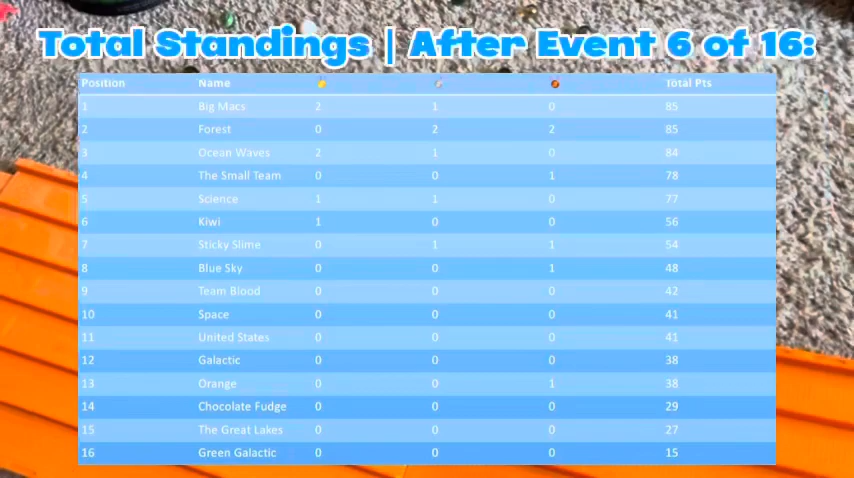 Total Standings | After Event 6 of 16:
Position Name Total Pts
1 Big Macs 2 1 0 85
2 Forest 0 2 2 85
3 Ocean Waves 2 1 0 84
4 The Small Team 0 0 1 78
5 Science 1 1 0 77
6 Kiwi 1 0 0 56
7 Sticky Slime 0 1 1 54
8 Blue Sky 0 0 1 48
9 Team Blood 0 0 0 42
10 Space 0 0 0 41
11 United States 0 0 0 41
12 Galactic 0 0 0 38
13 Orange 0 0 1 38
14 Chocolate Fudge 0 0 0 29
15 The Great Lakes 0 0 0 27
16 Green Galactic 0 0 0 15